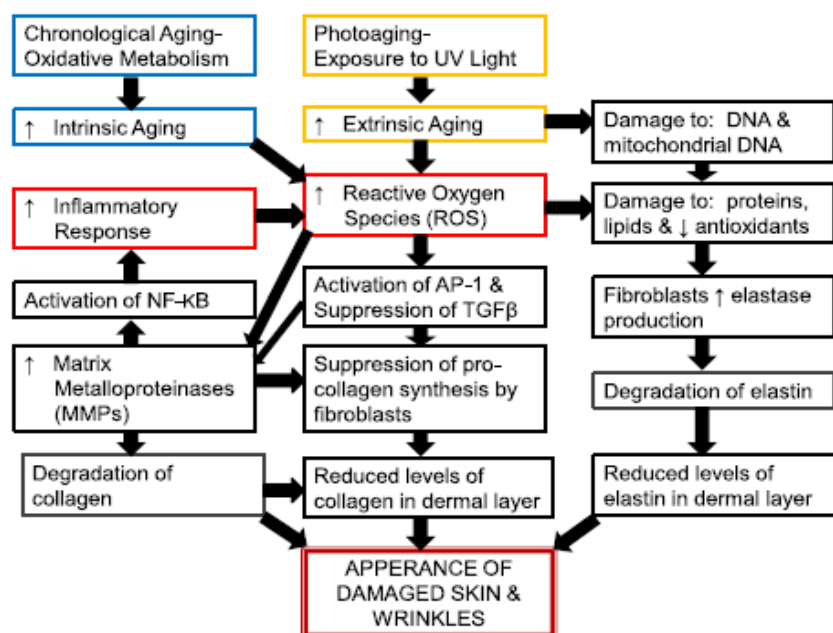 Chronological Aging-
Oxidative Metabolism
Photoaging-
Exposure to UV Light
↑ Intrinsic Aging
↑ Extrinsic Aging
Damage to: DNA &
mitochondrial DNA
↑ Inflammatory
Response
↑ Reactive Oxygen
Species (ROS)
Damage to: proteins,
lipids & ↓ antioxidants
Activation of NF-κB
Activation of AP-1 &
Suppression of TGFβ
Fibroblasts ↑ elastase
production
↑ Matrix
Metalloproteinases
(MMPs)
Suppression of pro-
collagen synthesis by
fibroblasts
Degradation of elastin
Degradation of
collagen
Reduced levels of
collagen in dermal layer
Reduced levels of
elastin in dermal layer
APPERANCE OF
DAMAGED SKIN &
WRINKLES